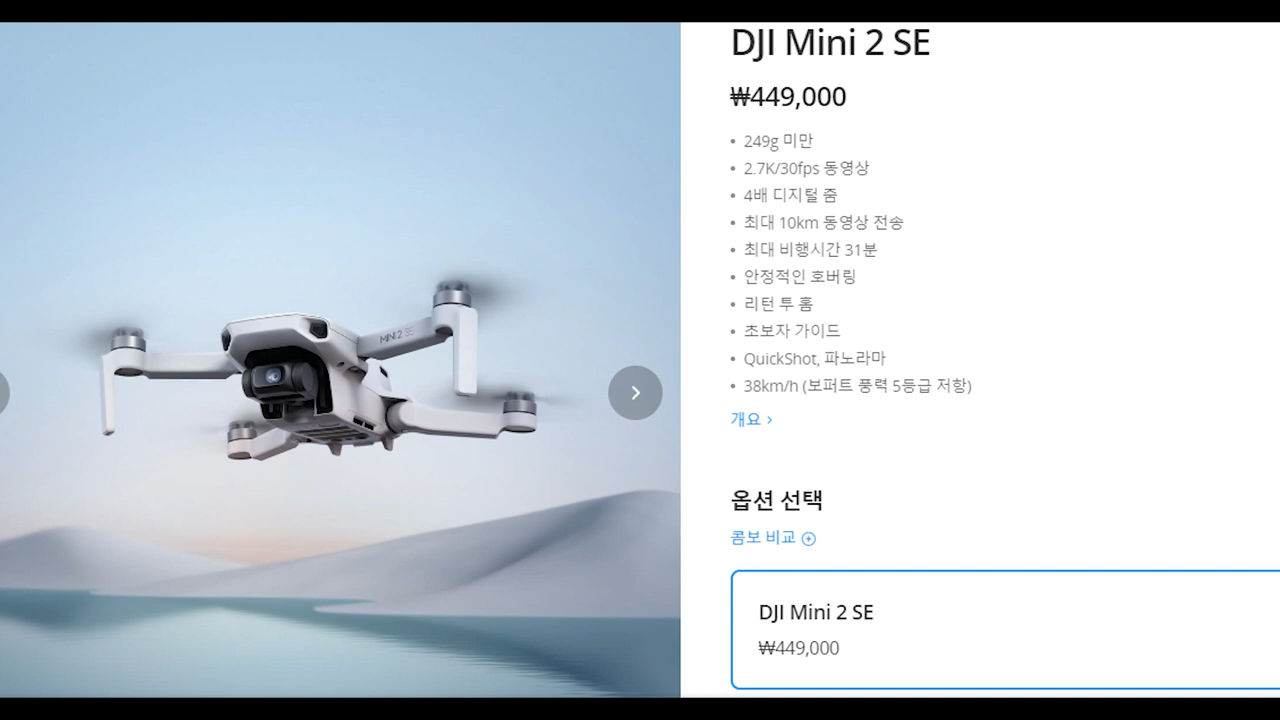 DJI Mini 2 SE
₩449,000
• 249g 미만
• 2.7K/30fps 동영상
• 4배 디지털 줌
• 최대 10km 동영상 전송
• 최대 비행시간 31분
• 안정적인 호버링
• 리턴 투 홈
• 초보자 가이드
• QuickShot, 파노라마
• 38km/h (보퍼트 풍력 5등급 저항)
개요 >
옵션 선택
콤보 비교
DJI Mini 2 SE
₩449,000
MINI 2 SE